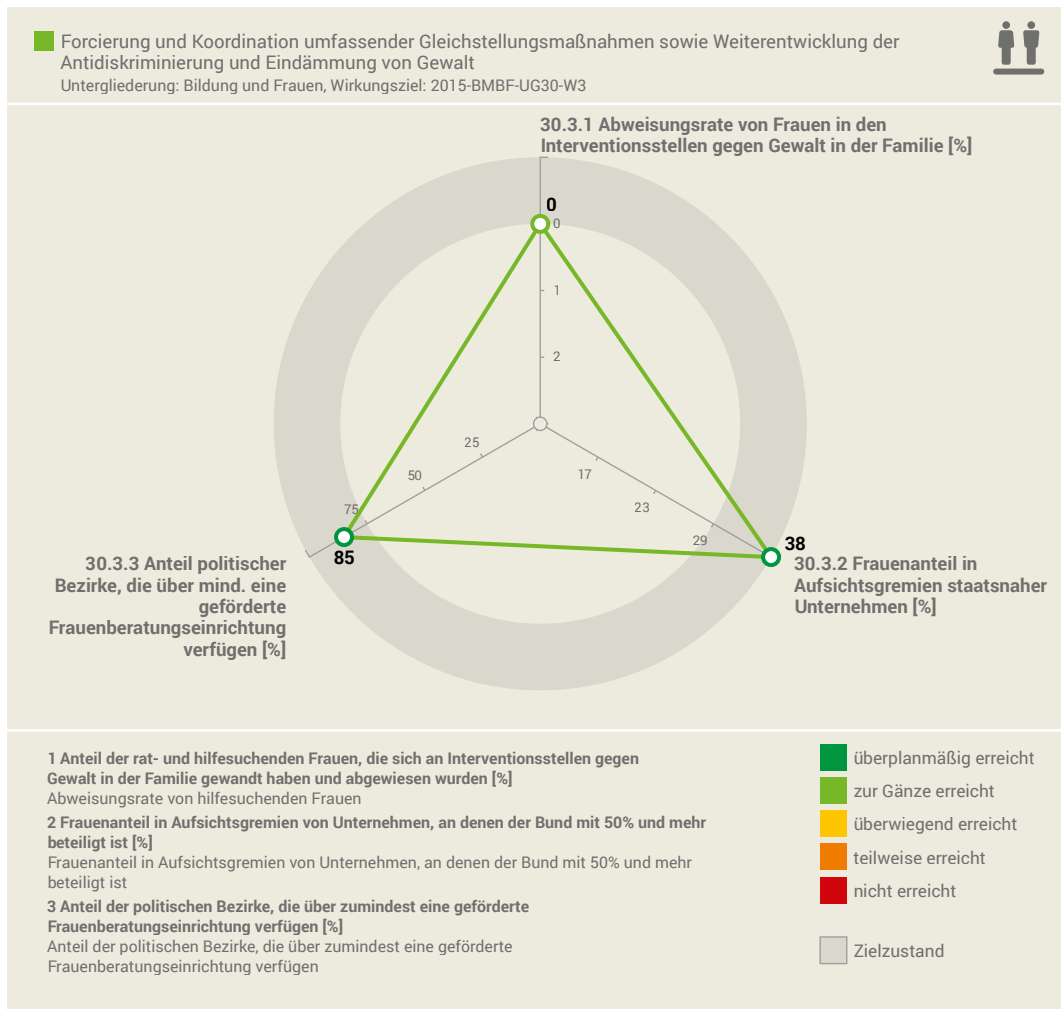 Forcierung und Koordination umfassender Gleichstellungsmaßnahmen sowie Weiterentwicklung der
Antidiskriminierung und Eindämmung von Gewalt
Untergliederung: Bildung und Frauen, Wirkungsziel: 2015-BMBF-UG30-W3
30.3.1 Abweisungsrate von Frauen in den
Interventionsstellen gegen Gewalt in der Familie [%]
0
0
1
2
25
50
75
85
17
23
29
38
30.3.3 Anteil politischer
Bezirke, die über mind. eine
geförderte
Frauenberatungseinrichtung
verfügen [%]
30.3.2 Frauenanteil in
Aufsichtsgremien staatsnaher
Unternehmen [%]
1 Anteil der rat- und hilfesuchenden Frauen, die sich an Interventionsstellen gegen
Gewalt in der Familie gewandt haben und abgewiesen wurden [%]
Abweisungsrate von hilfesuchenden Frauen
2 Frauenanteil in Aufsichtsgremien von Unternehmen, an denen der Bund mit 50% und mehr
beteiligt ist [%]
Frauenanteil in Aufsichtsgremien von Unternehmen, an denen der Bund mit 50% und mehr
beteiligt ist
3 Anteil der politischen Bezirke, die über zumindest eine geförderte
Frauenberatungseinrichtung verfügen [%]
Anteil der politischen Bezirke, die über zumindest eine geförderte
Frauenberatungseinrichtung verfügen
überplanmäßig erreicht
zur Gänze erreicht
überwiegend erreicht
teilweise erreicht
nicht erreicht
Zielzustand